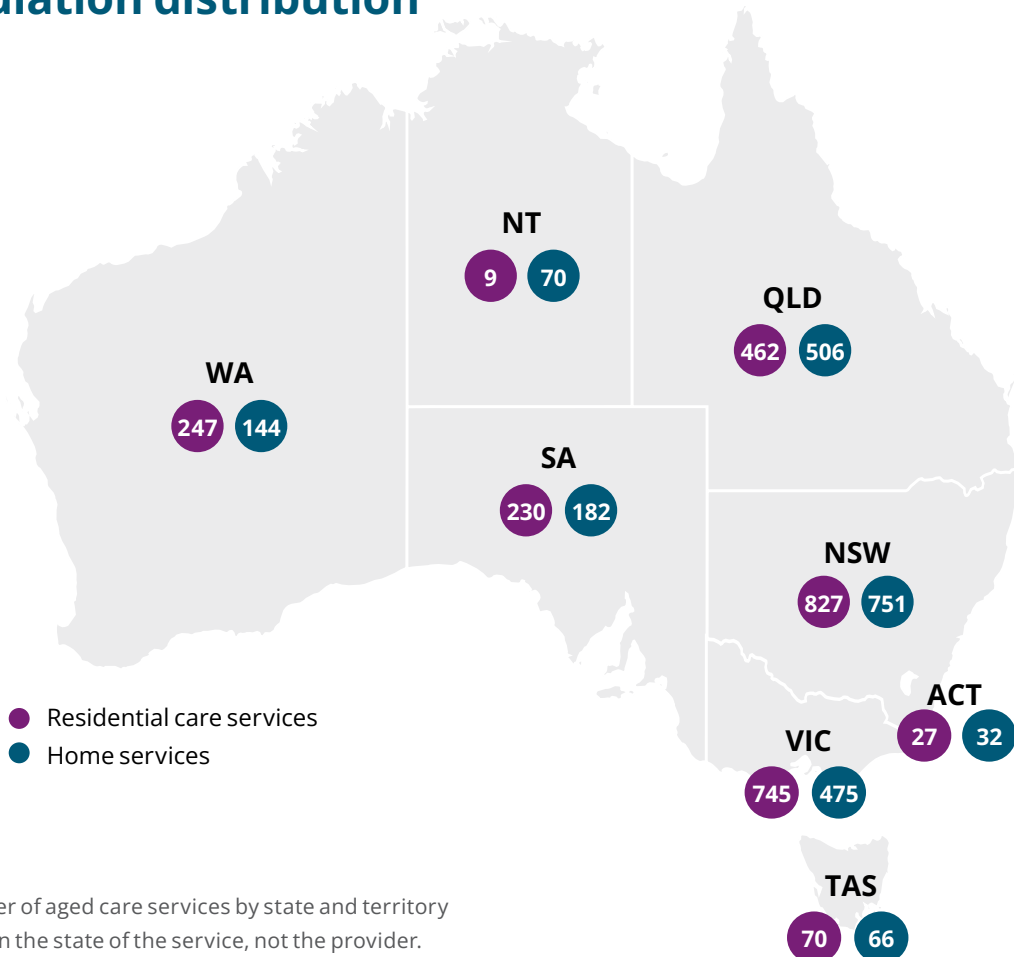 distribution
NT
9 70
QLD
462 506
WA
247 144
SA
230 182
NSW
827 751
ACT
27 32
Residential care services
Home services
VIC
745 475
TAS
70 66
of aged care services by state and territory
the state of the service, not the provider.